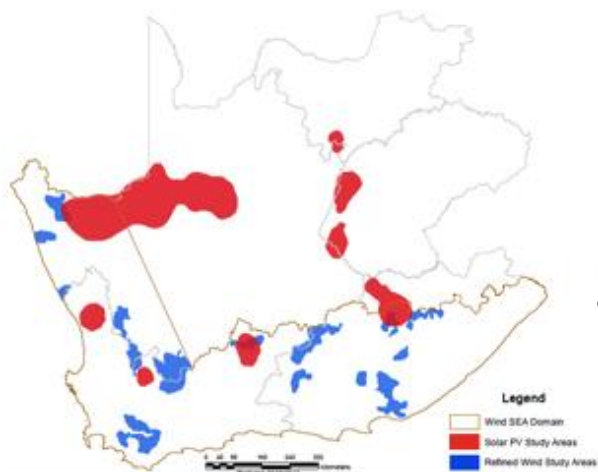 Legend
Wind SEA Domain
Solar PV Study Areas
Refined Wind Study Areas